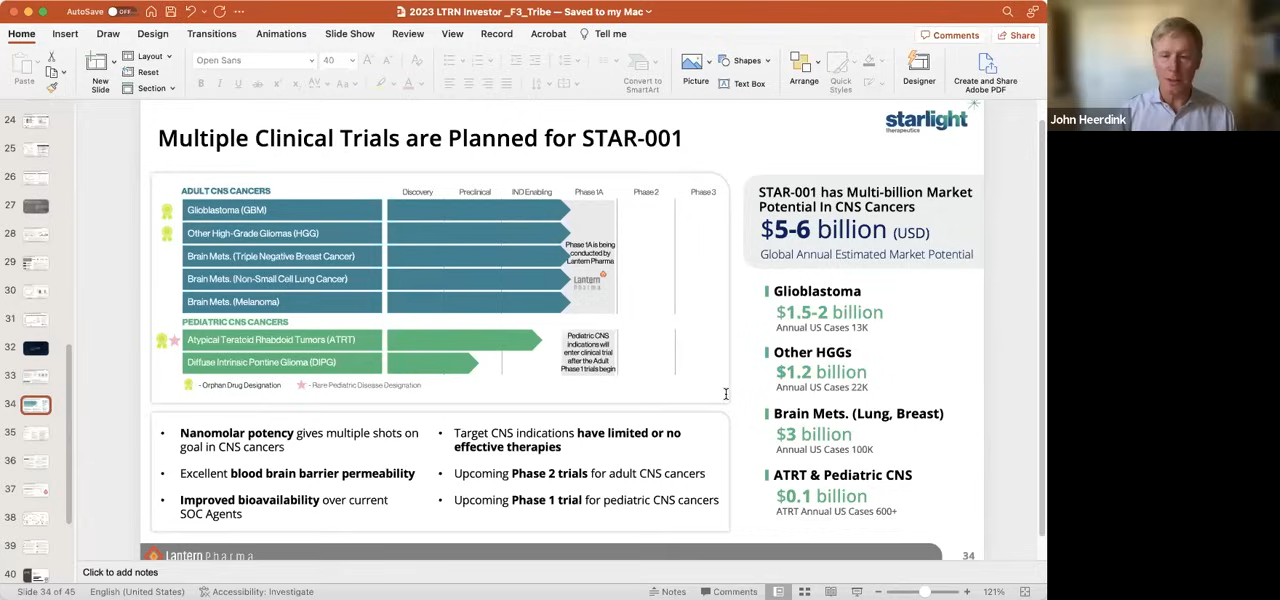 AutoSave OFF
2023 LTRN Investor _F3_Tribe — Saved to my Mac
Home Insert Draw Design Transitions Animations Slide Show Review View Record Acrobat Tell me
Comments Share
Paste
New Slide
Layout
Reset
Section
Open Sans 40
Convert to SmartArt
Picture
Shapes
Text Box
Arrange
Quick Styles
Designer
Create and Share Adobe PDF
John Heerdink
24
25
26
27
28
29
30
31
32
33
34
35
36
37
38
39
40
Multiple Clinical Trials are Planned for STAR-001
starlight
therapeutics
ADULT CNS CANCERS
Discovery Preclinical IND Enabling Phase 1A Phase 2 Phase 3
Glioblastoma (GBM)
Other High-Grade Gliomas (HGG)
Brain Mets. (Triple Negative Breast Cancer)
Brain Mets. (Non-Small Cell Lung Cancer)
Brain Mets. (Melanoma)
Phase 1A is being
conducted by
Lantern Pharma
Lantern
Pharma
PEDIATRIC CNS CANCERS
Atypical Teratoid Rhabdoid Tumors (ATRT)
Diffuse Intrinsic Pontine Glioma (DIPG)
Pediatric CNS
indications will
enter clinical trial
after the Adult
Phase 1 trials begin
- Orphan Drug Designation
- Rare Pediatric Disease Designation
• Nanomolar potency gives multiple shots on
goal in CNS cancers
• Excellent blood brain barrier permeability
• Improved bioavailability over current
SOC Agents
• Target CNS indications have limited or no
effective therapies
• Upcoming Phase 2 trials for adult CNS cancers
• Upcoming Phase 1 trial for pediatric CNS cancers
STAR-001 has Multi-billion Market
Potential In CNS Cancers
$5-6 billion (USD)
Global Annual Estimated Market Potential
Glioblastoma
$1.5-2 billion
Annual US Cases 13K
Other HGGs
$1.2 billion
Annual US Cases 22K
Brain Mets. (Lung, Breast)
$3 billion
Annual US Cases 100K
ATRT & Pediatric CNS
$0.1 billion
ATRT Annual US Cases 600+
Lantern Pharma
34
Click to add notes
Slide 34 of 45 English (United States) Accessibility: Investigate
Notes Comments 121%